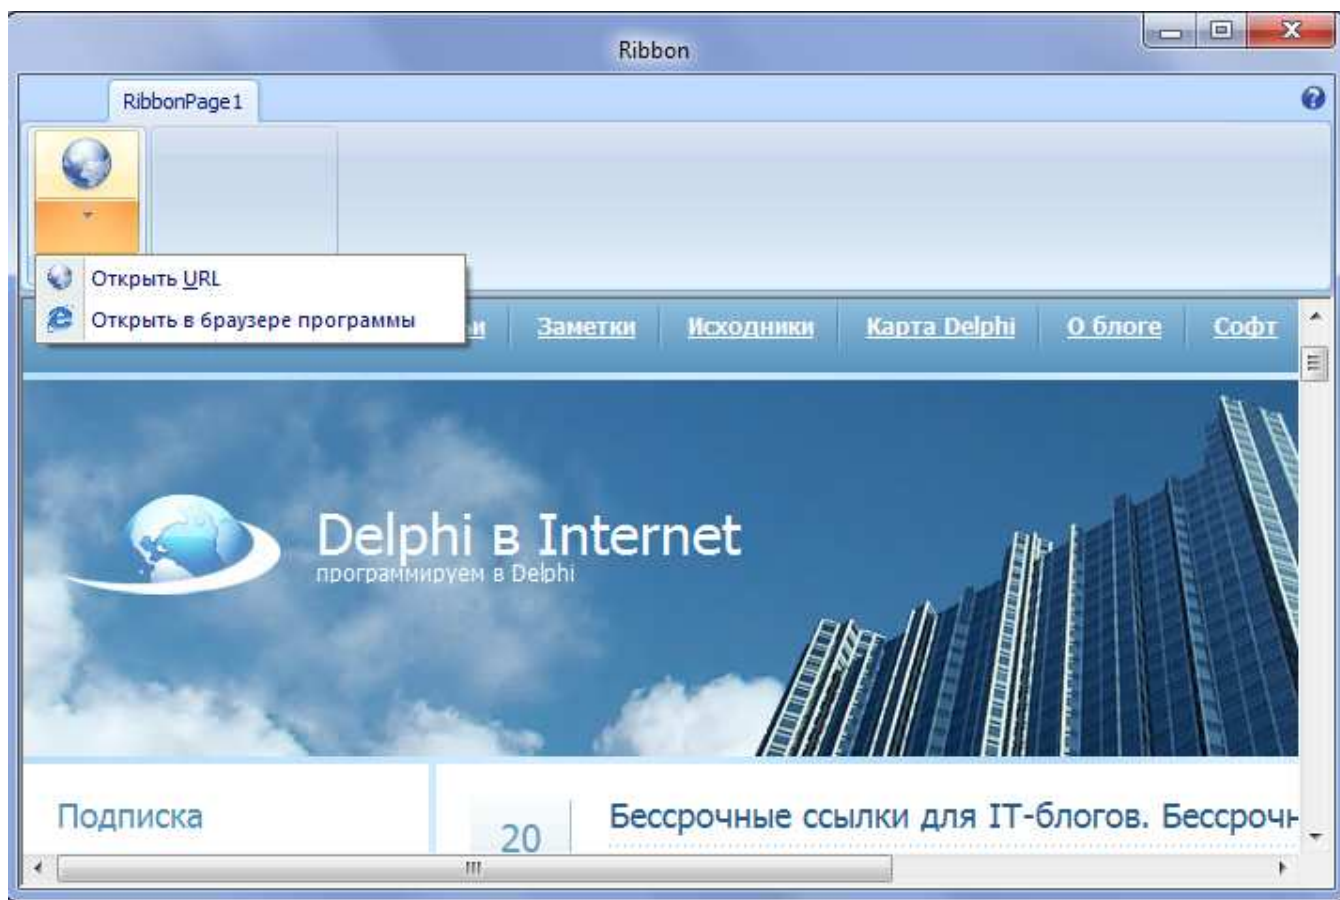 Ribbon
RibbonPage1
Открыть URL
Открыть в браузере программы
Заметки Исходники Карта Delphi О блоге Софт
Delphi в Internet
программируем в Delphi
Подписка
20
Бессрочные ссылки для IT-блогов. Бессрочн